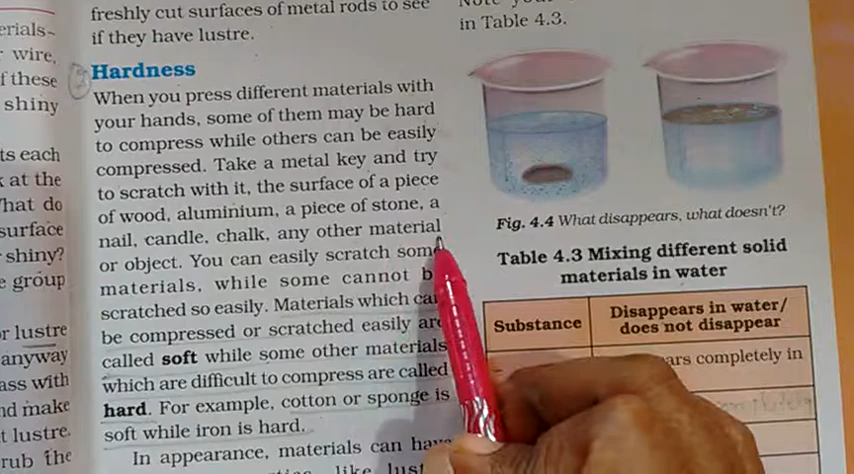 erials-
wire,
f these
shiny
ts each
at the
hat do
surface
shiny?
e group
or lustre
anyway
ass with
nd make
t lustre.
rub the
freshly cut surfaces of metal rods to see
if they have lustre.
Hardness
When you press different materials with
your hands, some of them may be hard
to compress while others can be easily
compressed. Take a metal key and try
to scratch with it, the surface of a piece
of wood, aluminium, a piece of stone, a
nail, candle, chalk, any other material
or object. You can easily scratch some
materials, while some cannot b
scratched so easily. Materials which can
be compressed or scratched easily are
called soft while some other materials
which are difficult to compress are called
hard. For example, cotton or sponge is
soft while iron is hard.
In appearance, materials can have
like lust
in Table 4.3.
Fig. 4.4 What disappears, what doesn't?
Table 4.3 Mixing different solid
materials in water
Substance
Disappears in water/
does not disappear
ars completely in